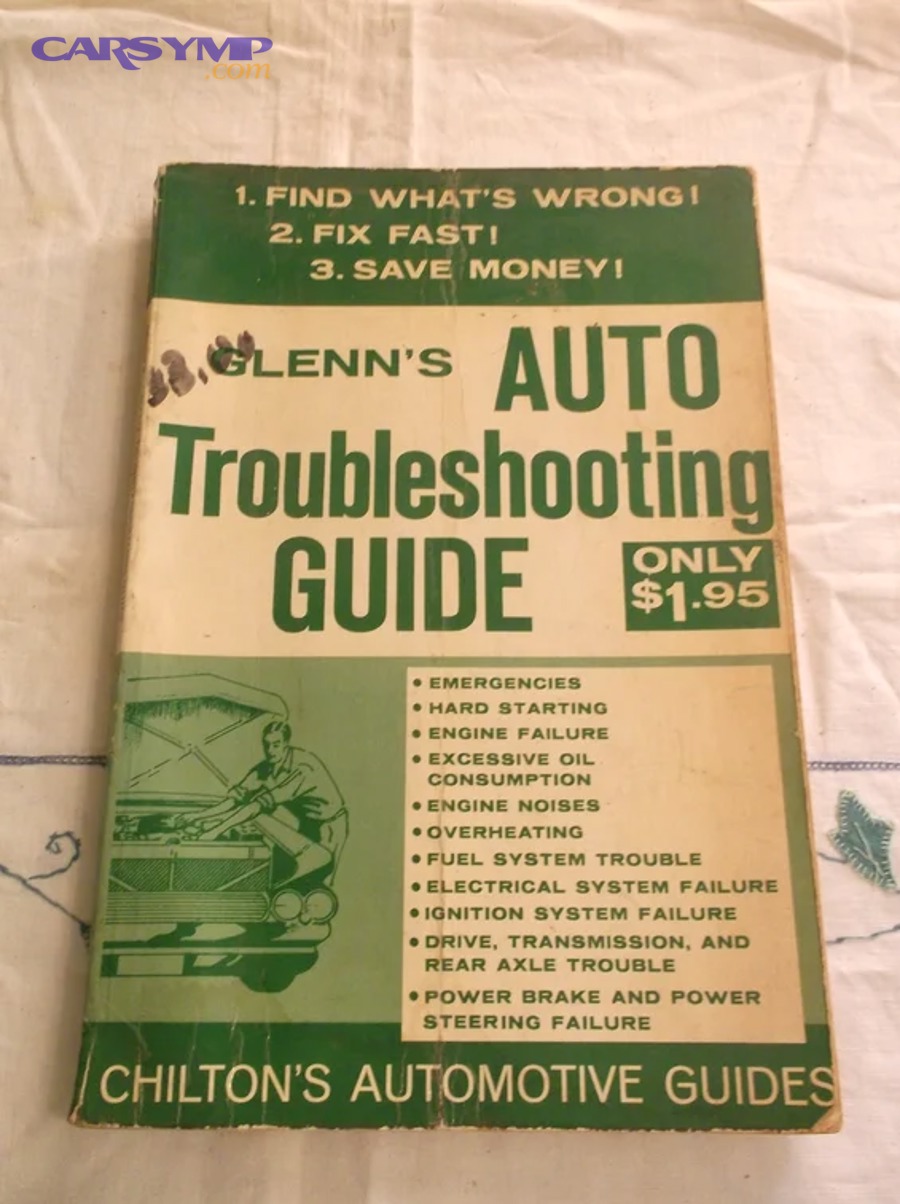 CARSYMP
.com
1. FIND WHAT'S WRONG!
2. FIX FAST!
3. SAVE MONEY!
GLENN'S AUTO
Troubleshooting
GUIDE
ONLY
$1.95
• EMERGENCIES
• HARD STARTING
• ENGINE FAILURE
• EXCESSIVE OIL
CONSUMPTION
• ENGINE NOISES
• OVERHEATING
• FUEL SYSTEM TROUBLE
• ELECTRICAL SYSTEM FAILURE
• IGNITION SYSTEM FAILURE
• DRIVE, TRANSMISSION, AND
REAR AXLE TROUBLE
• POWER BRAKE AND POWER
STEERING FAILURE
CHILTON'S AUTOMOTIVE GUIDES